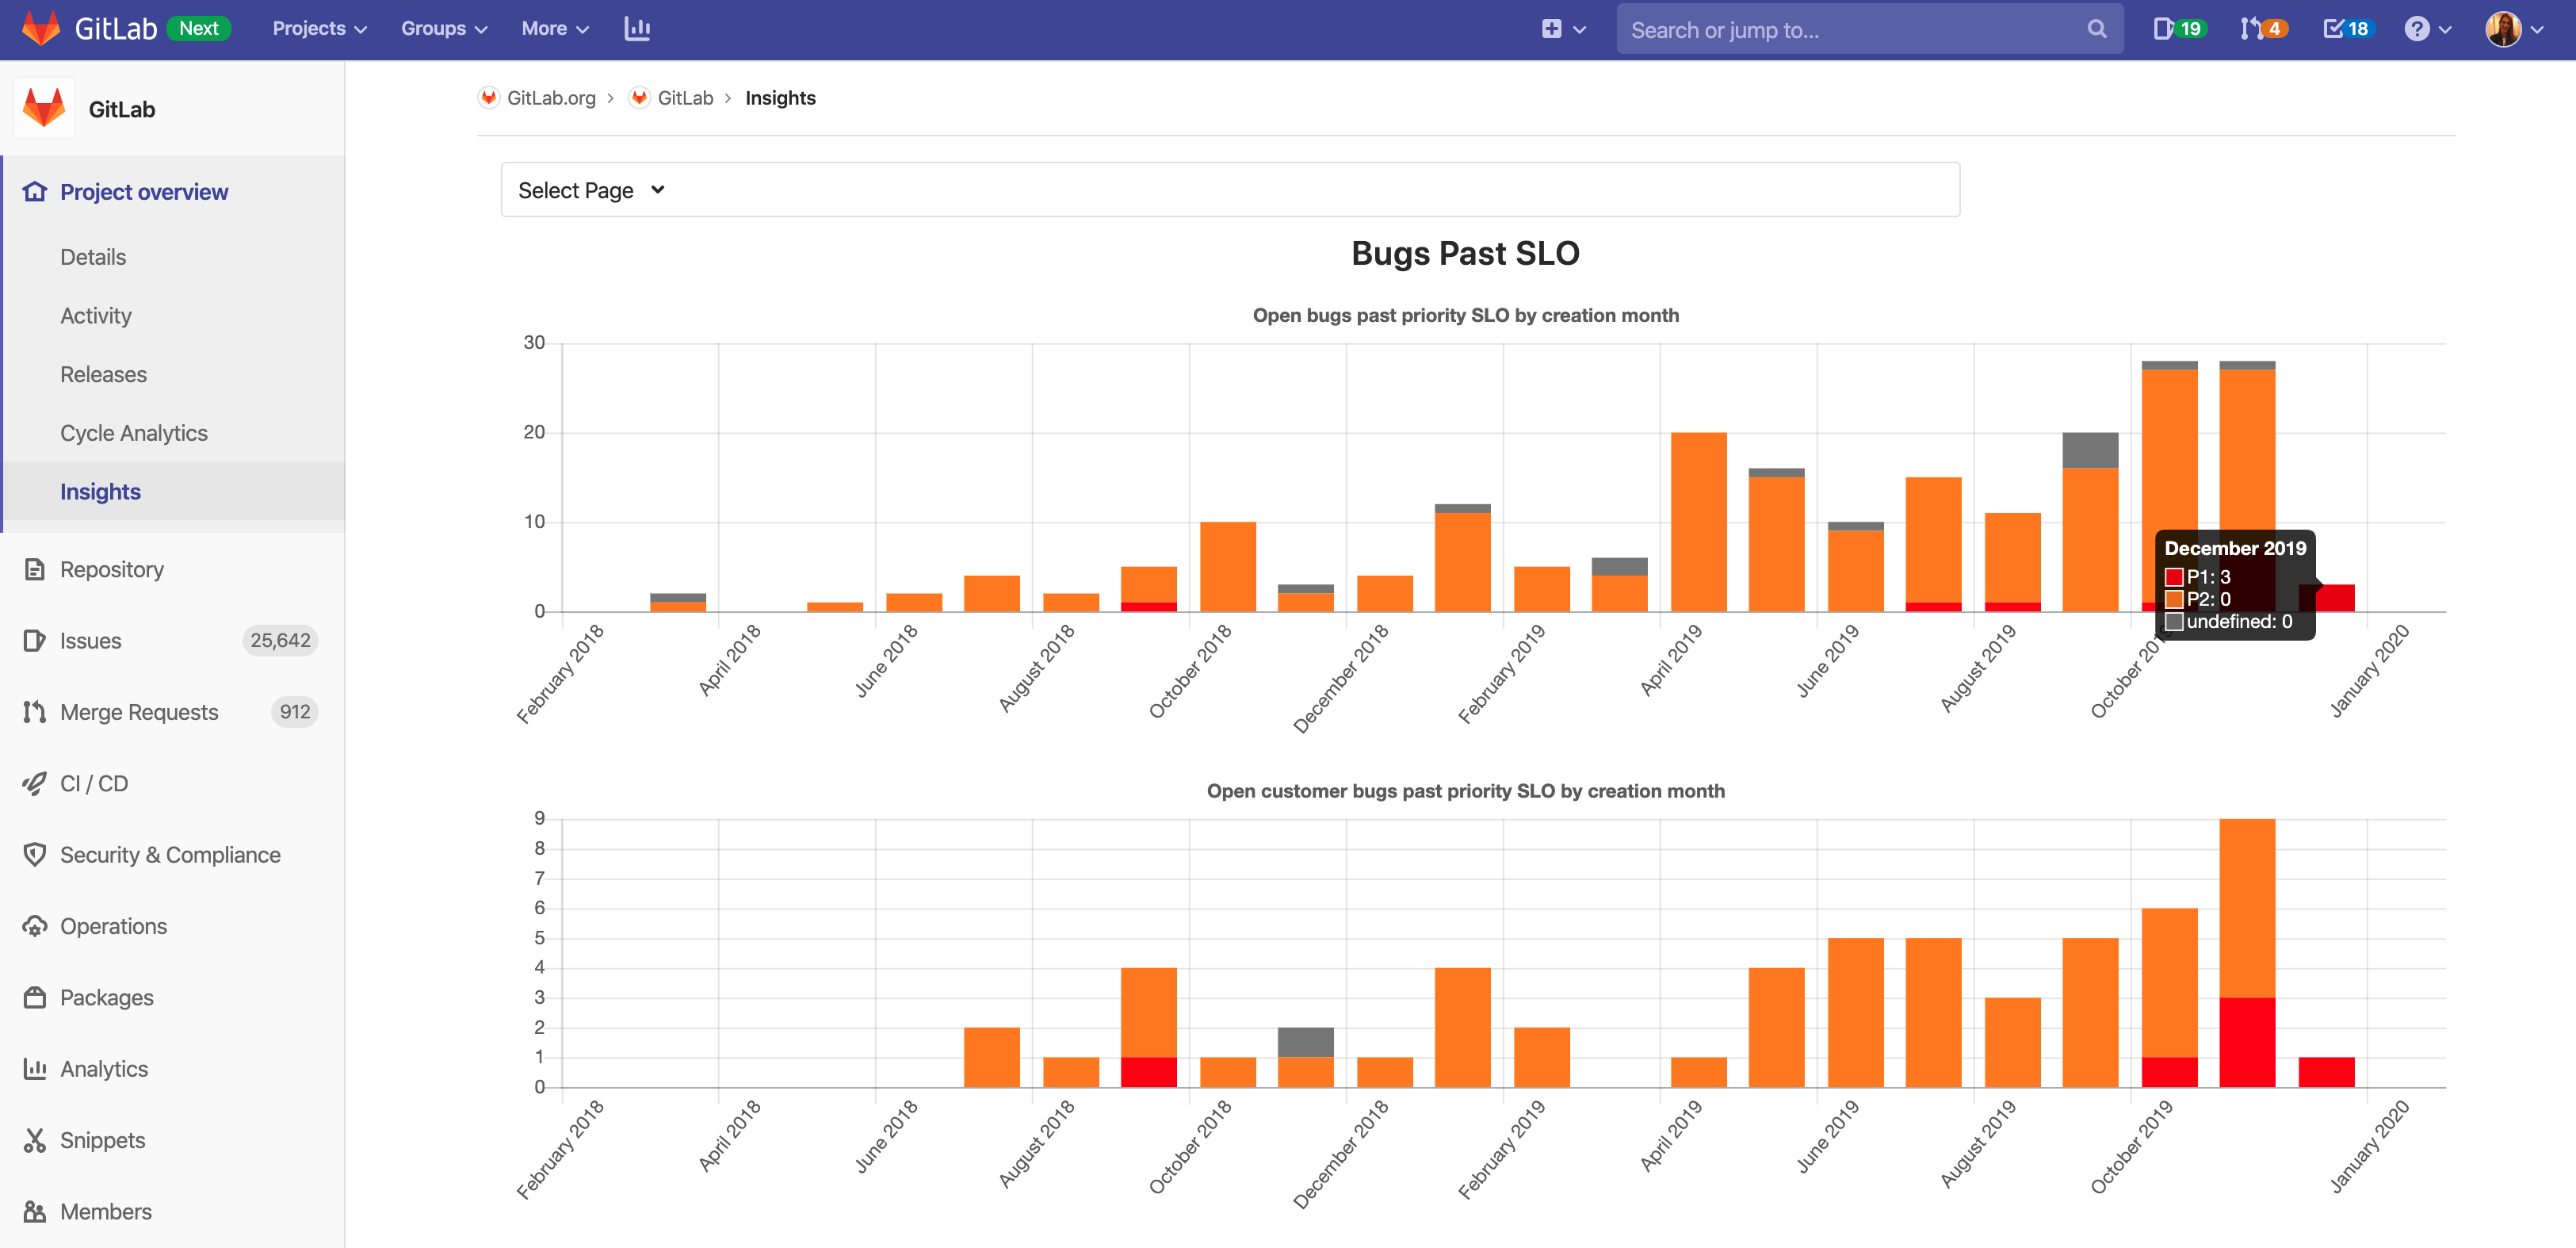 GitLab Next Projects Groups More Search or jump to... 19 4 18
GitLab
Project overview
Details
Activity
Releases
Cycle Analytics
Insights
Repository
Issues 25,642
Merge Requests 912
CI / CD
Security & Compliance
Operations
Packages
Analytics
Snippets
Members
GitLab.org › GitLab › Insights
Select Page
Bugs Past SLO
Open bugs past priority SLO by creation month
30
20
10
0
December 2019
P1: 3
P2: 0
undefined: 0
February 2018 April 2018 June 2018 August 2018 October 2018 December 2018 February 2019 April 2019 June 2019 August 2019 October 2019 January 2020
Open customer bugs past priority SLO by creation month
9
8
7
6
5
4
3
2
1
0
February 2018 April 2018 June 2018 August 2018 October 2018 December 2018 February 2019 April 2019 June 2019 August 2019 October 2019 January 2020